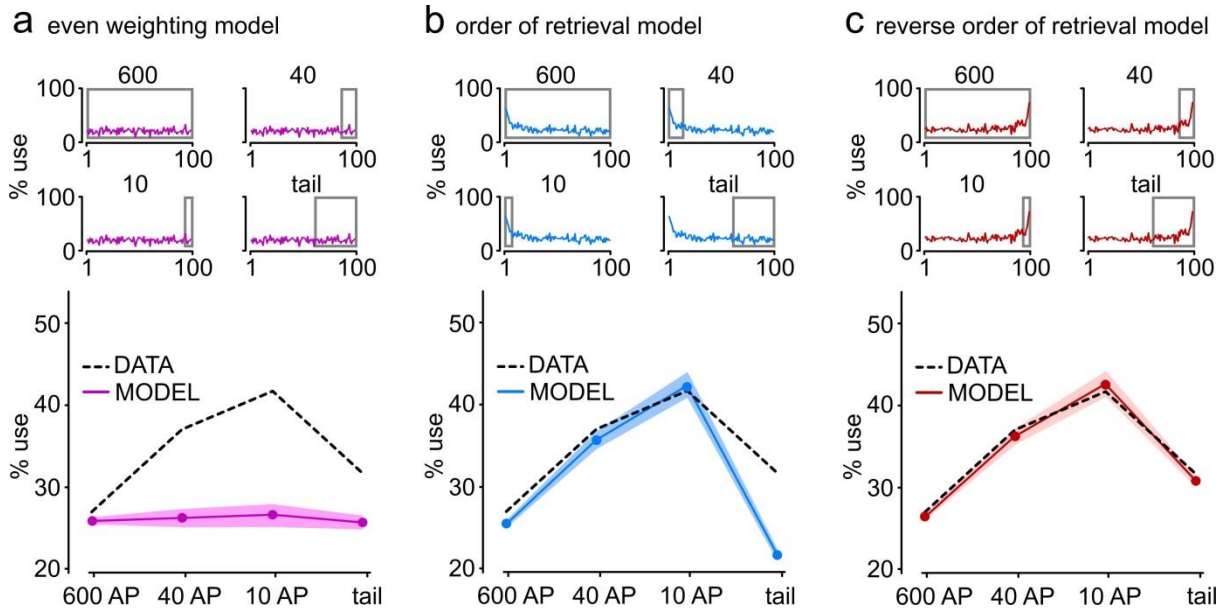 a even weighting model
600
40
% use
100
0
1
100
1
100
10
tail
100
0
1
100
1
100
% use
50
40
30
20
DATA
MODEL
600 AP
40 AP
10 AP
tail
b order of retrieval model
600
40
% use
100
0
1
100
1
100
10
tail
100
0
1
100
1
100
% use
50
40
30
20
DATA
MODEL
600 AP
40 AP
10 AP
tail
c reverse order of retrieval model
600
40
% use
100
0
1
100
1
100
10
tail
100
0
1
100
1
100
% use
50
40
30
20
DATA
MODEL
600 AP
40 AP
10 AP
tail